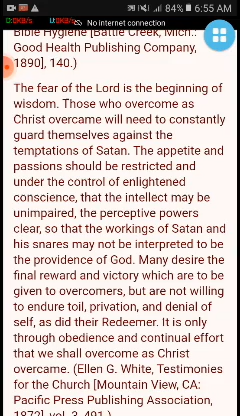 84% 6:55 AM
0:0KB/s U:0KB/s No internet connection
Bible Hygiene [Battle Creek, Mich.:
Good Health Publishing Company,
1890], 140.)
The fear of the Lord is the beginning of
wisdom. Those who overcome as
Christ overcame will need to constantly
guard themselves against the
temptations of Satan. The appetite and
passions should be restricted and
under the control of enlightened
conscience, that the intellect may be
unimpaired, the perceptive powers
clear, so that the workings of Satan and
his snares may not be interpreted to be
the providence of God. Many desire the
final reward and victory which are to be
given to overcomers, but are not willing
to endure toil, privation, and denial of
self, as did their Redeemer. It is only
through obedience and continual effort
that we shall overcome as Christ
overcame. (Ellen G. White, Testimonies
for the Church [Mountain View, CA:
Pacific Press Publishing Association,
1872], vol. 3, 491.)